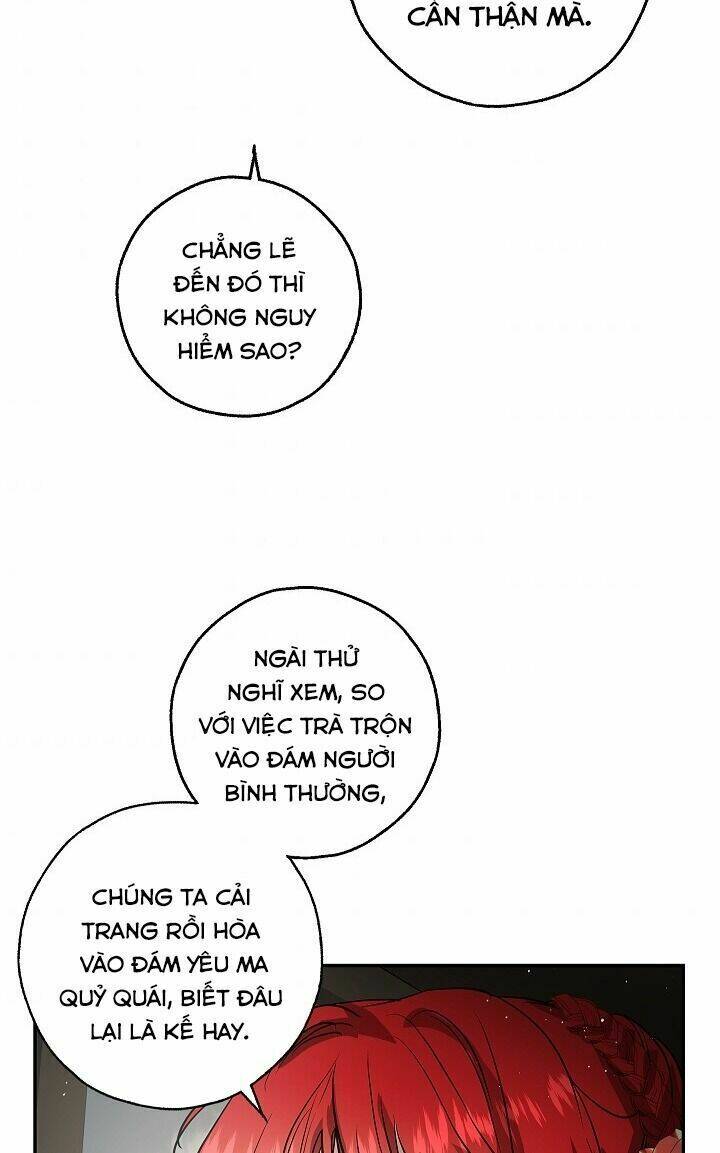 CẨN THẬN MÀ.
CHẲNG LẼ
ĐẾN ĐÓ THÌ
KHÔNG NGUY
HIỂM SAO?
NGÀI THỬ
NGHĨ XEM, SO
VỚI VIỆC TRÀ TRỘN
VÀO ĐÁM NGƯỜI
BÌNH THƯỜNG,
CHÚNG TA CẢI
TRANG RỒI HÒA
VÀO ĐÁM YÊU MA
QUỶ QUÁI, BIẾT ĐÂU
LẠI LÀ KẾ HAY.